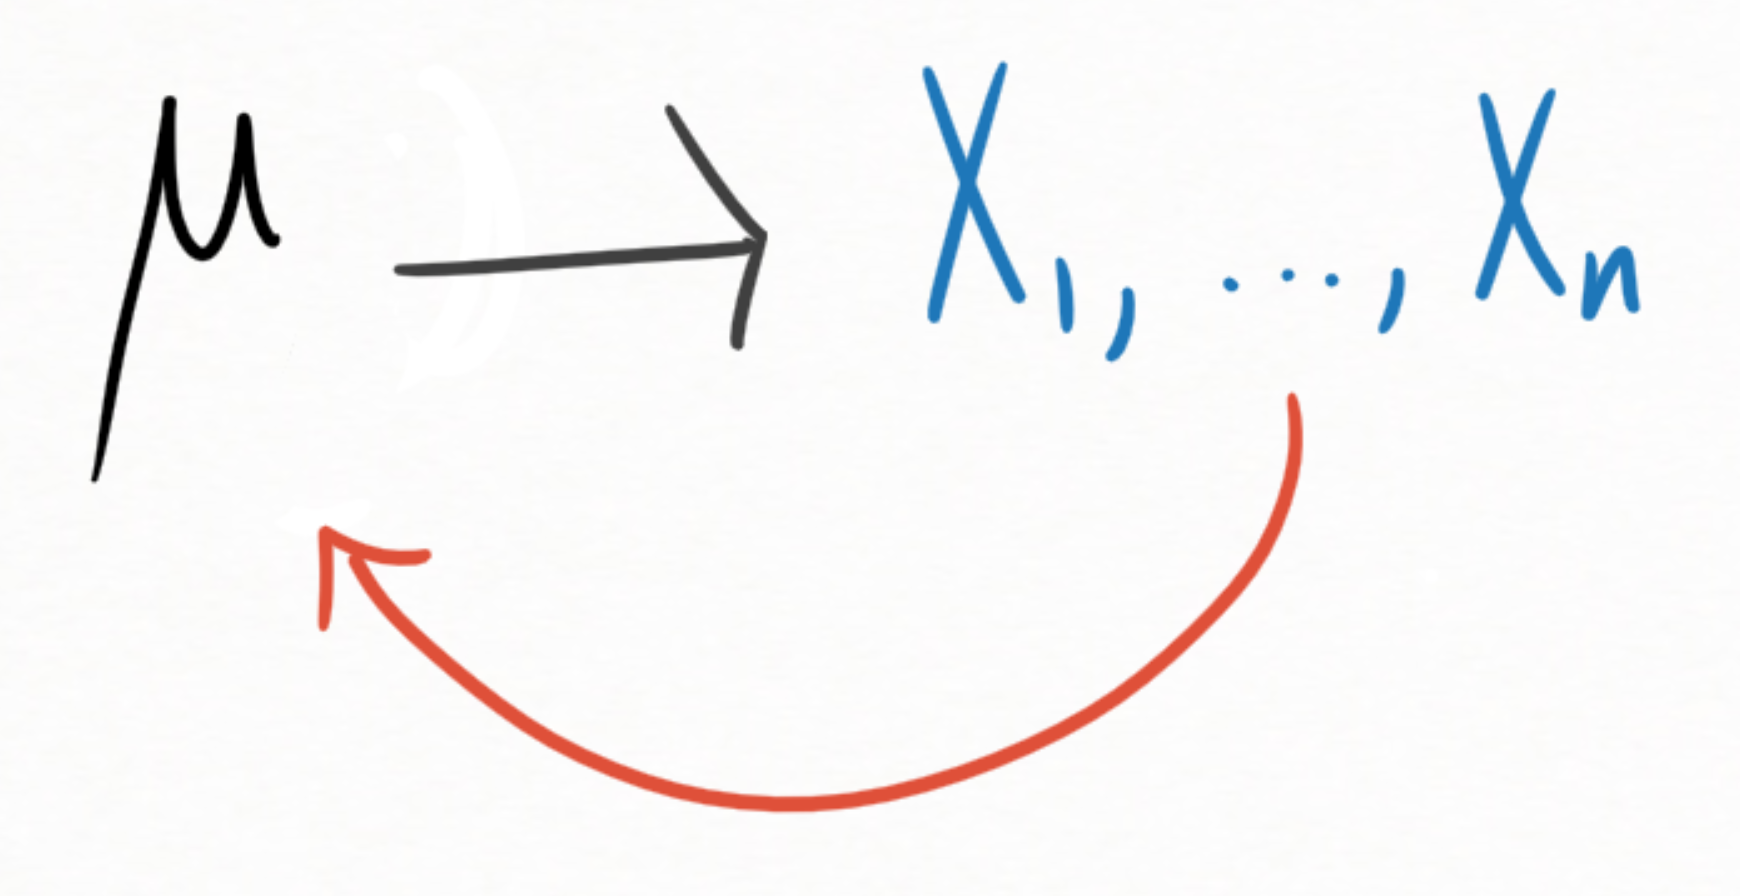 μ → X₁, ..., Xₙ